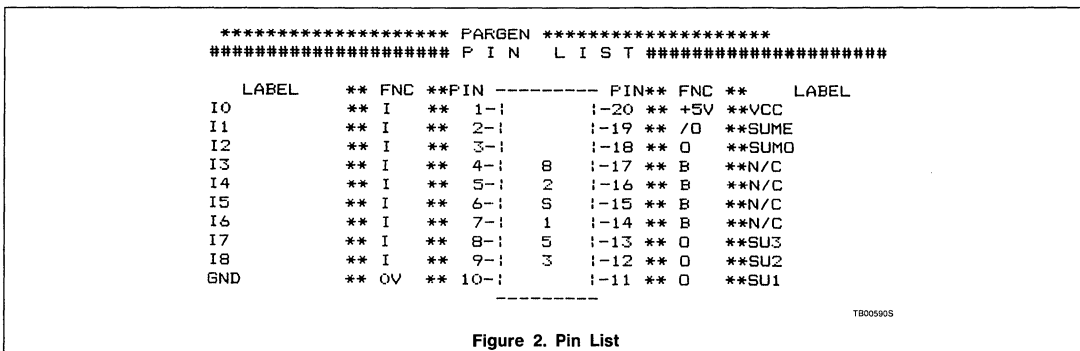 ******************** PARGEN ********************
##################### P I N   L I S T #####################
LABEL ** FNC **PIN --------- PIN** FNC ** LABEL
I0 ** I ** 1-| |-20 ** +5V **VCC
I1 ** I ** 2-| |-19 ** /O **SUME
I2 ** I ** 3-| |-18 ** O **SUMO
I3 ** I ** 4-| 8 |-17 ** B **N/C
I4 ** I ** 5-| 2 |-16 ** B **N/C
I5 ** I ** 6-| S |-15 ** B **N/C
I6 ** I ** 7-| 1 |-14 ** B **N/C
I7 ** I ** 8-| 5 |-13 ** O **SU3
I8 ** I ** 9-| 3 |-12 ** O **SU2
GND ** 0V ** 10-| |-11 ** O **SU1
---------
TB00590S
Figure 2. Pin List